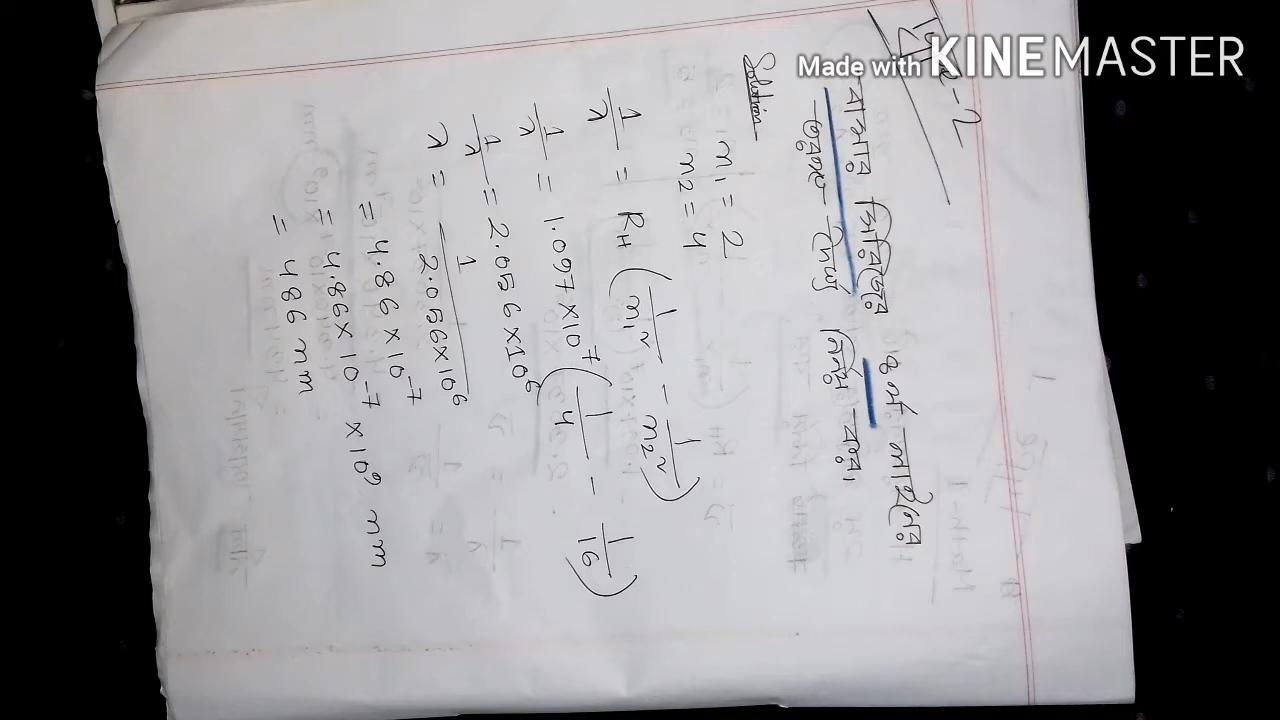 Made with KINEMASTER
বামার সিরিজের ২য় লাইনের
তরঙ্গ দৈর্ঘ্য নির্ণয় কর।
Solution
n₁ = 2
n₂ = 4
1/λ = RH (1/n₁² - 1/n₂²)
1/λ = 1.097×10⁷ (1/4 - 1/16)
1/λ = 2.056×10⁶
λ = 1/2.056×10⁶
= 4.86×10⁻⁷
= 4.86×10⁻⁷ ×10⁹ nm
= 486 nm